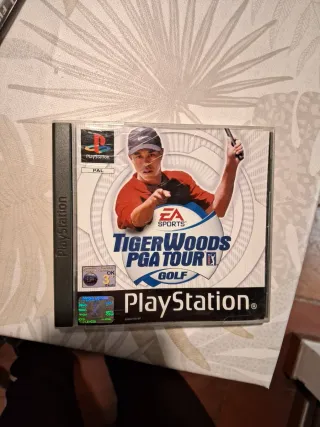 PlayStation
PAL
PlayStation
EA
SPORTS
TIGER WOODS
PGA TOUR
GOLF
PlayStation